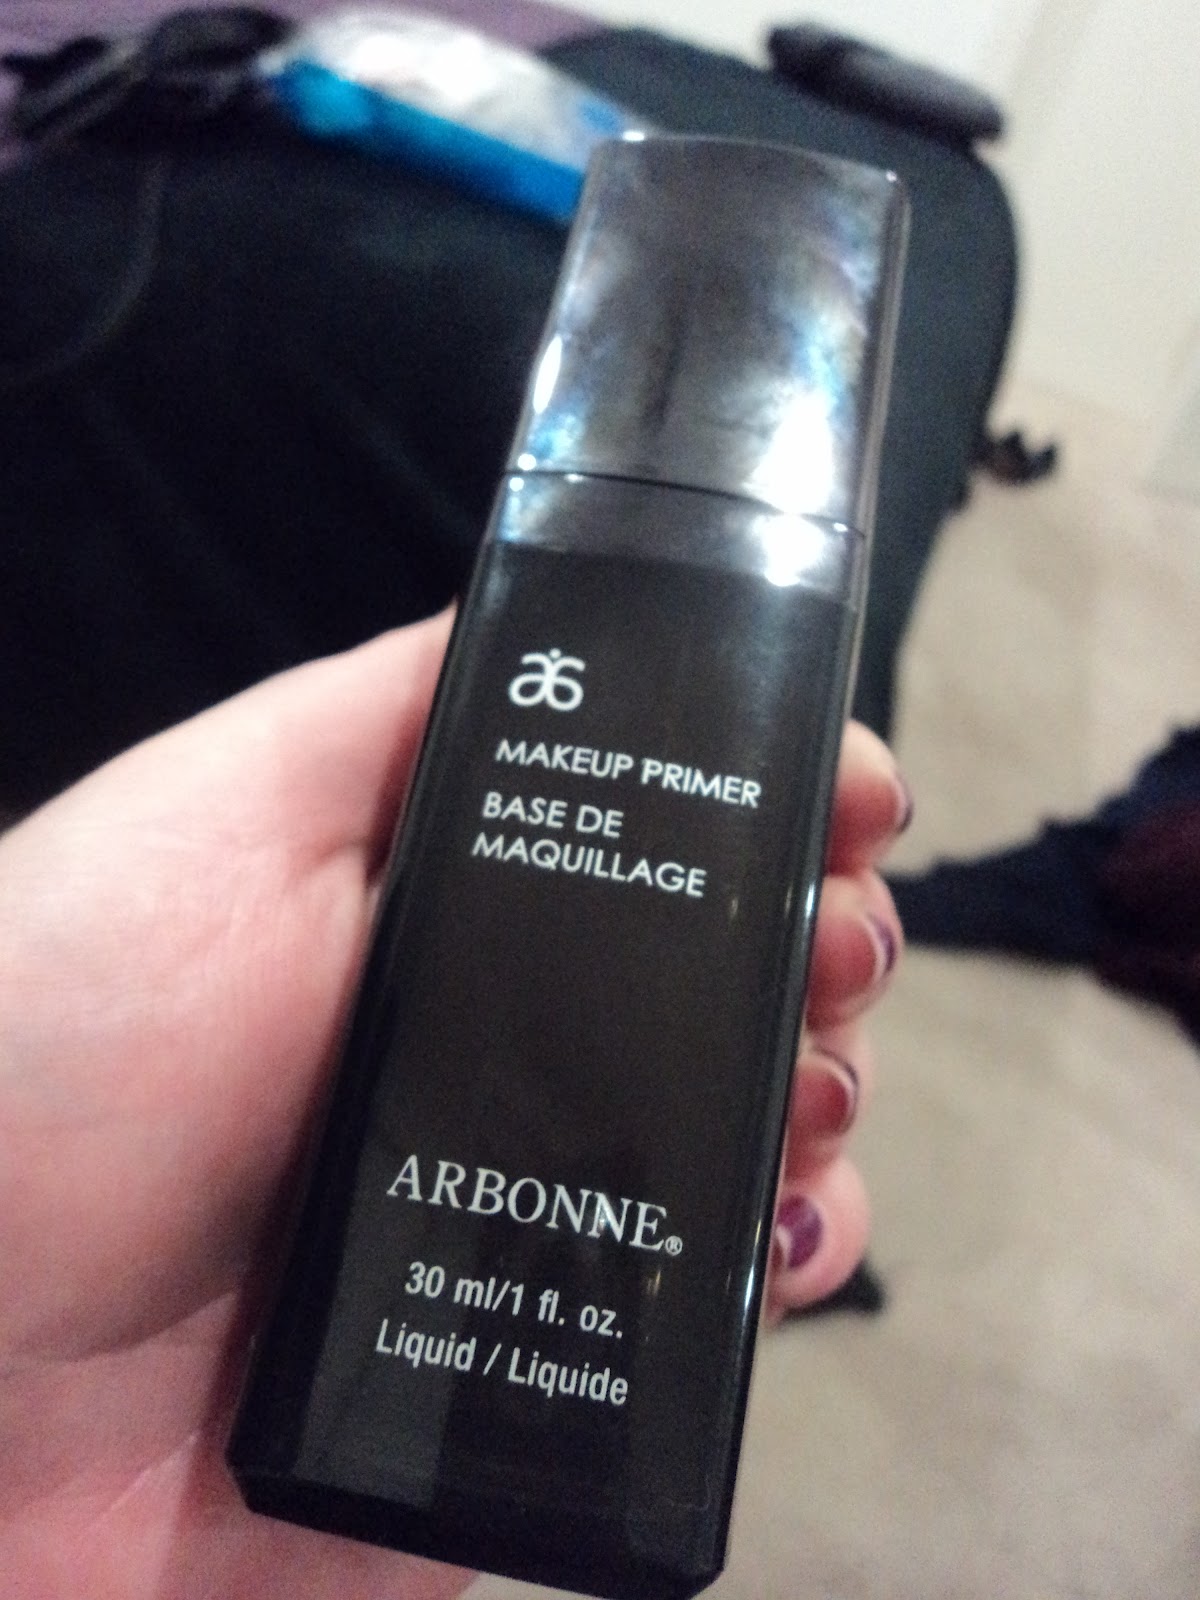 MAKEUP PRIMER
BASE DE
MAQUILLAGE
ARBONNE®
30 ml/1 fl. oz.
Liquid / Liquide